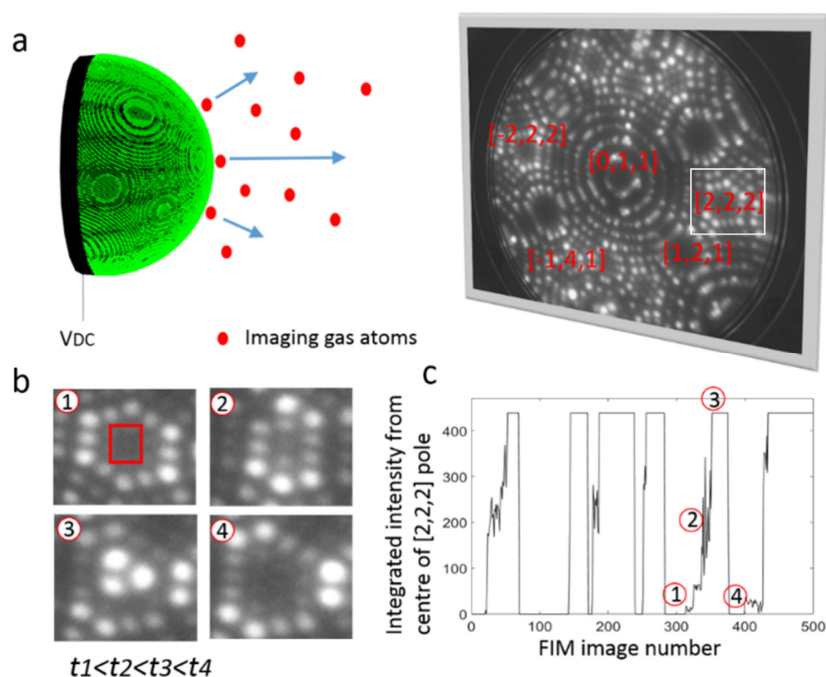 a
VDC
Imaging gas atoms
[-2,2,2]
[0,1,1]
[2,2,2]
[1,2,1]
[-1,4,1]
b
1
2
3
4
t1<t2<t3<t4
c
Integrated intensity from
centre of [2,2,2] pole
400
300
200
100
0
0
100
200
300
400
500
1
2
3
4
FIM image number